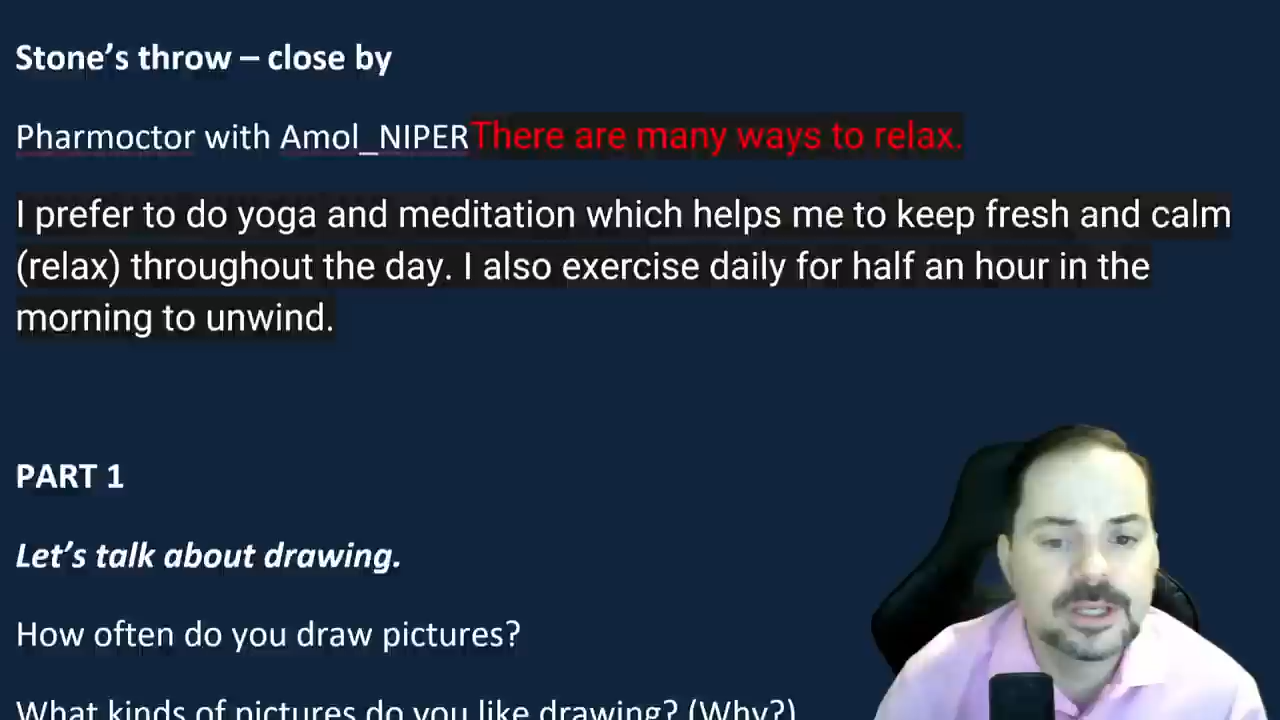 Stone’s throw – close by
Pharmoctor with Amol_NIPERThere are many ways to relax.
I prefer to do yoga and meditation which helps me to keep fresh and calm
(relax) throughout the day. I also exercise daily for half an hour in the
morning to unwind.
PART 1
Let’s talk about drawing.
How often do you draw pictures?
What kinds of pictures do you like drawing? (Why?)